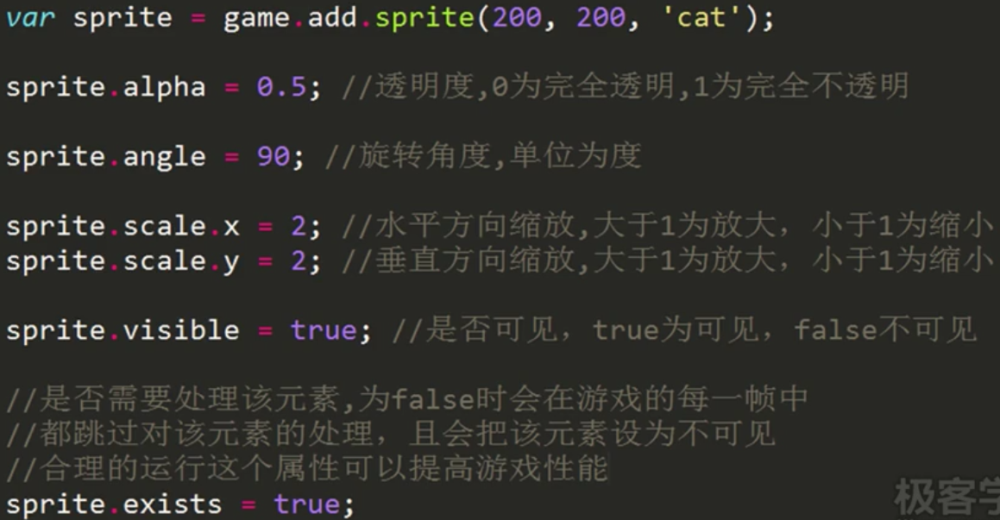 var sprite = game.add.sprite(200, 200, 'cat');
sprite.alpha = 0.5; //透明度,0为完全透明,1为完全不透明
sprite.angle = 90; //旋转角度,单位为度
sprite.scale.x = 2; //水平方向缩放,大于1为放大，小于1为缩小
sprite.scale.y = 2; //垂直方向缩放,大于1为放大，小于1为缩小
sprite.visible = true; //是否可见，true为可见，false不可见
//是否需要处理该元素,为false时会在游戏的每一帧中
//都跳过对该元素的处理，且会把该元素设为不可见
//合理的运行这个属性可以提高游戏性能
sprite.exists = true;
极客学